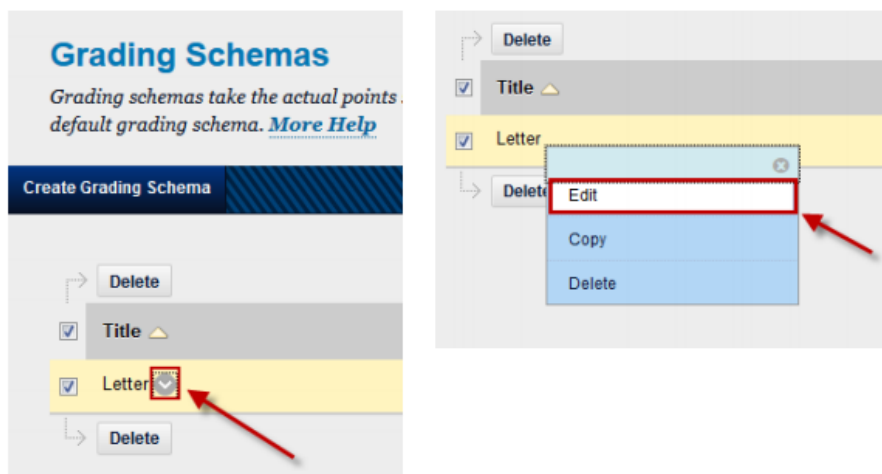 Grading Schemas
Grading schemas take the actual points
default grading schema. More Help
Create Grading Schema
Delete
Title
Letter
Delete
Delete
Title
Letter
Delete
Edit
Copy
Delete